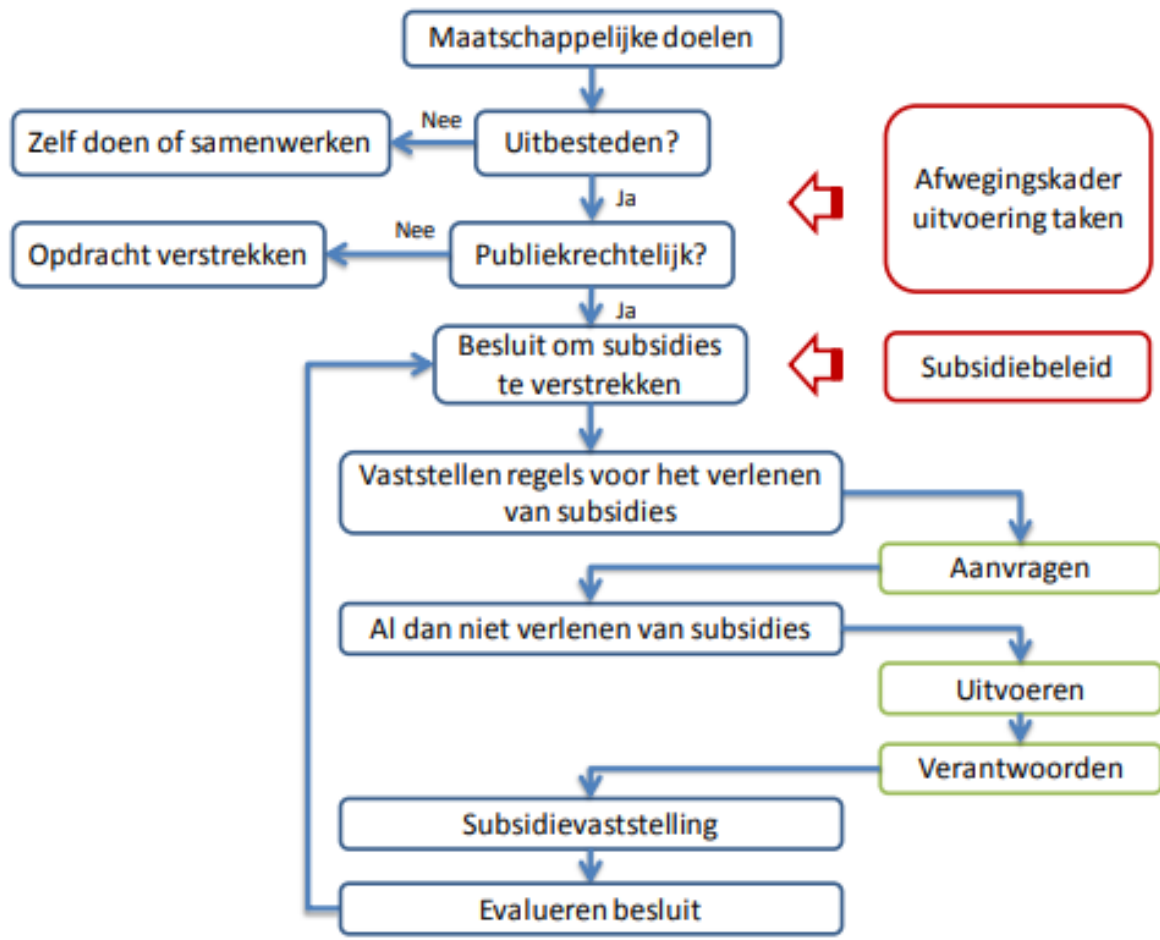 Maatschappelijke doelen
Nee
Zelf doen of samenwerken
Uitbesteden?
Afwegingskader
uitvoering taken
Ja
Nee
Opdracht verstrekken
Publiekrechtelijk?
Ja
Besluit om subsidies
te verstrekken
Subsidiebeleid
Vaststellen regels voor het verlenen
van subsidies
Aanvragen
Al dan niet verlenen van subsidies
Uitvoeren
Verantwoorden
Subsidievaststelling
Evalueren besluit